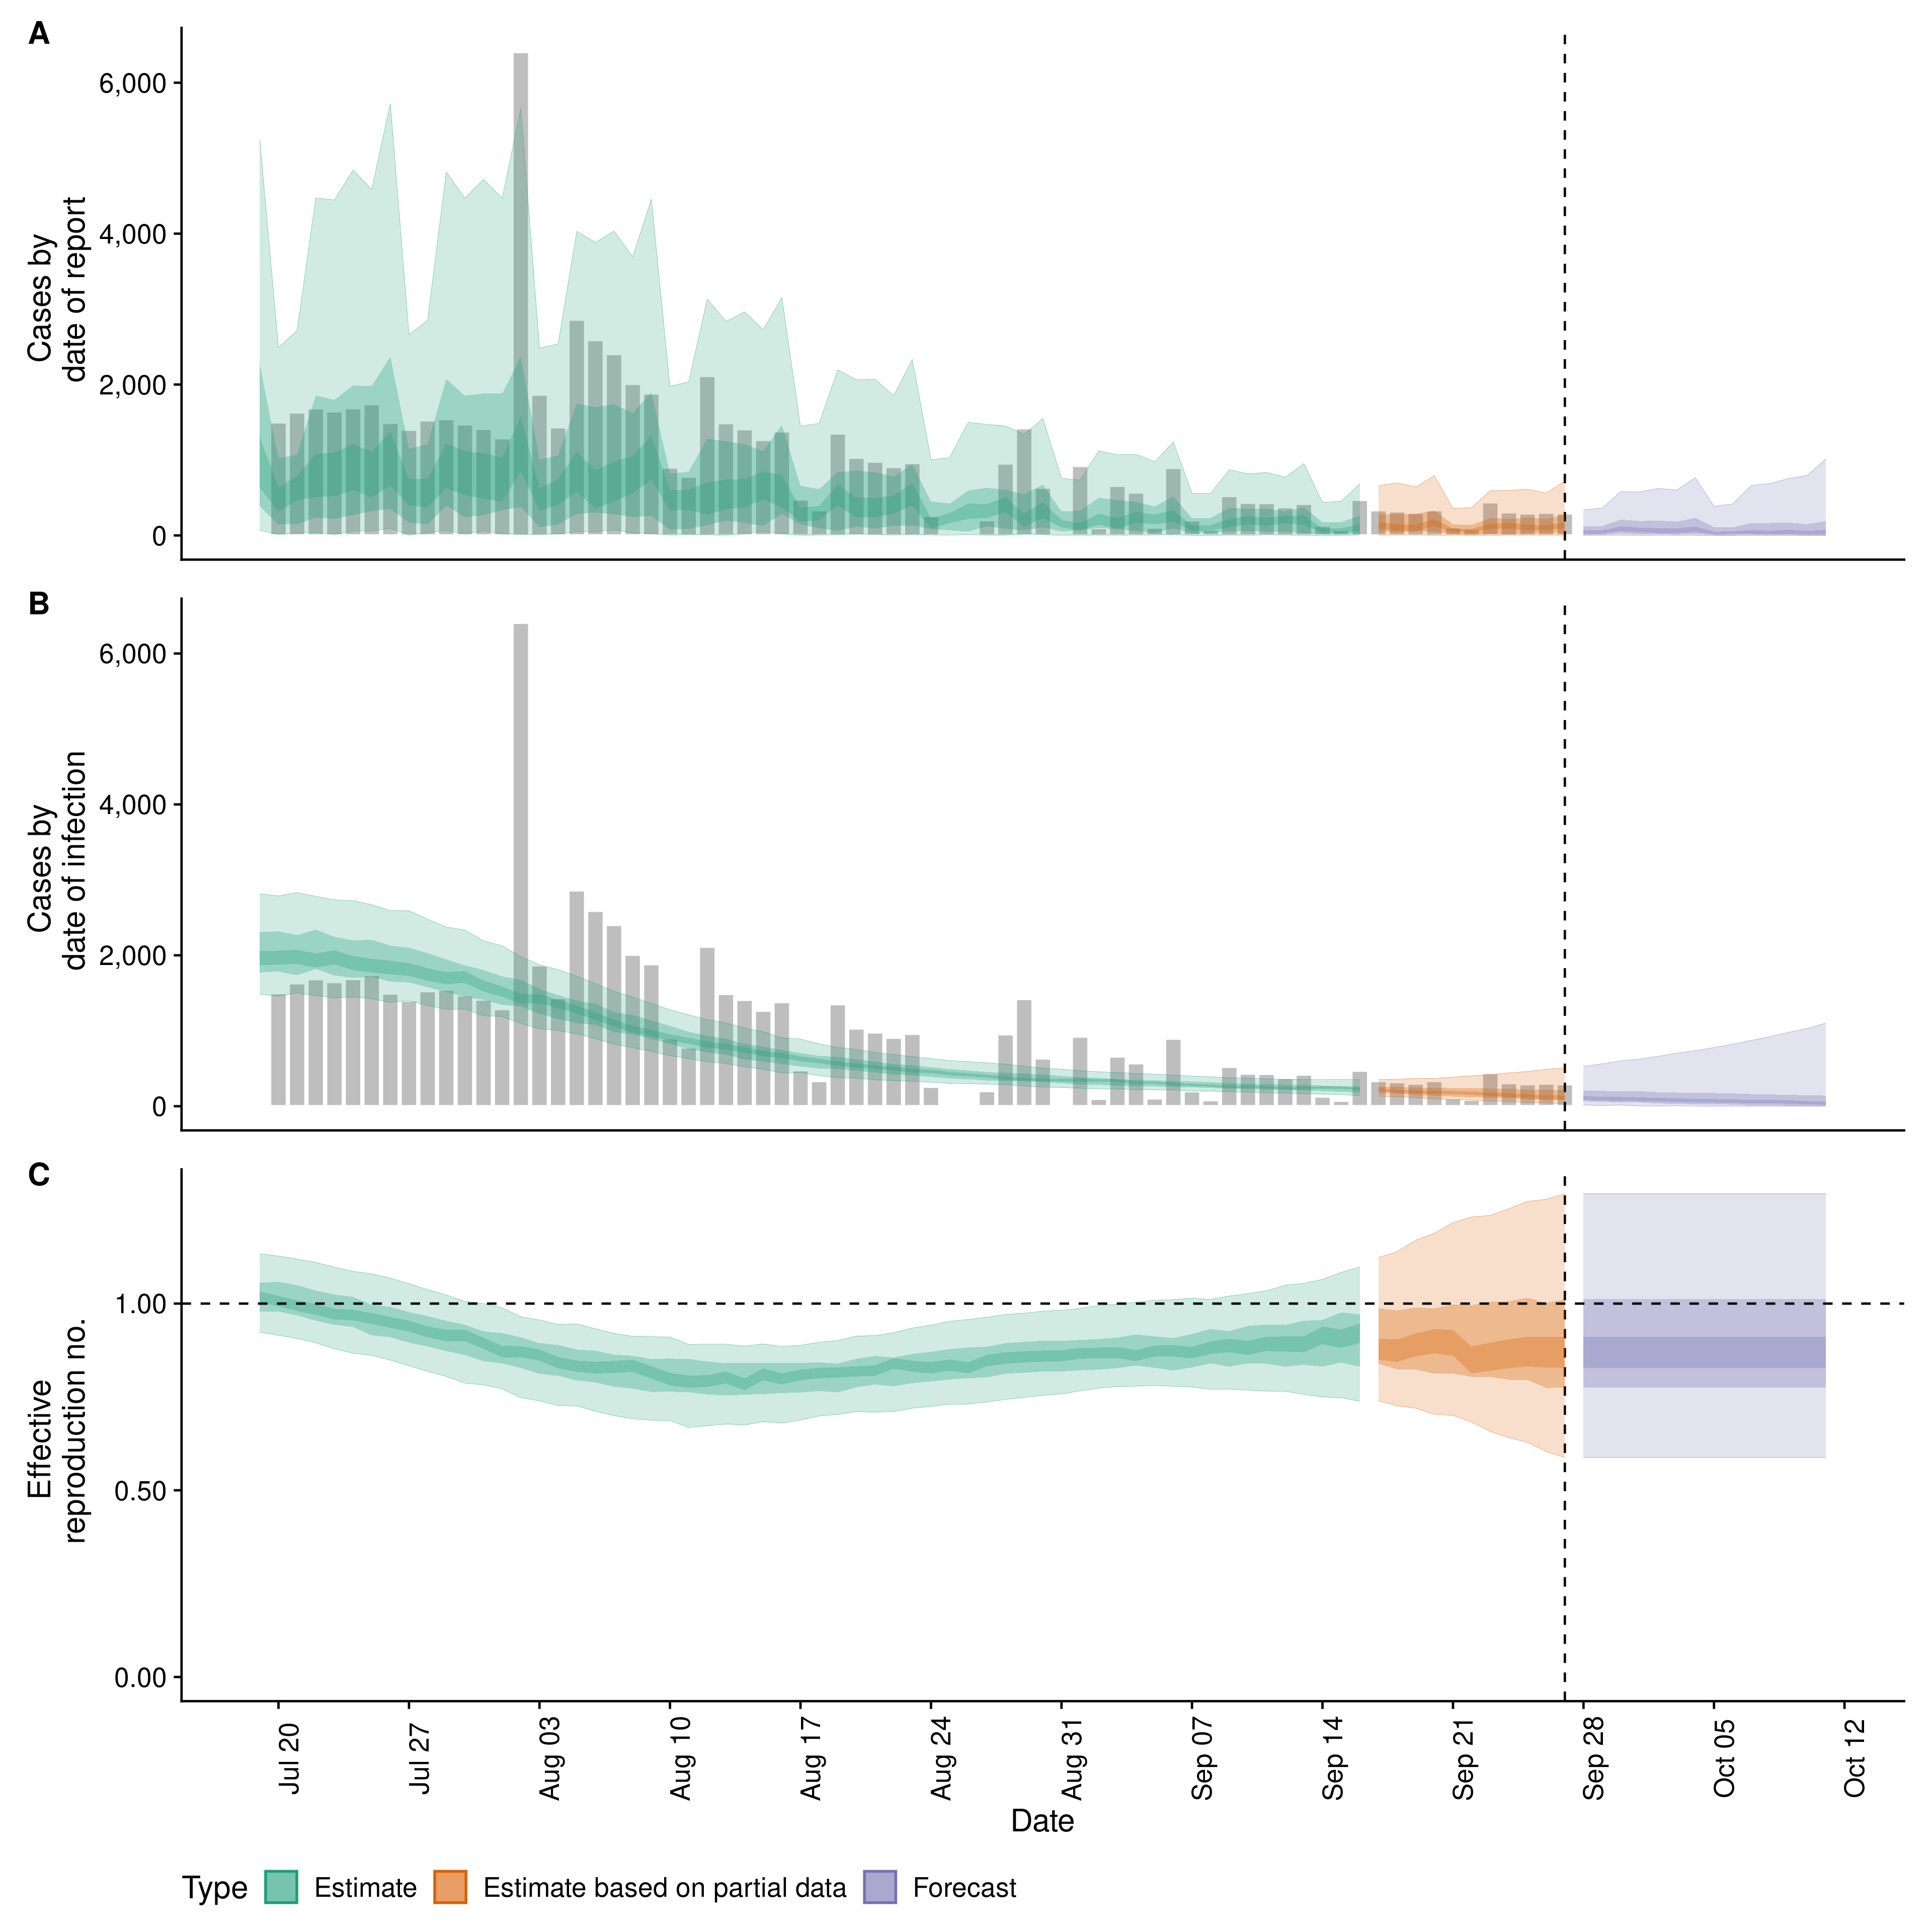 A
6,000
4,000
2,000
0
Cases by
date of report
B
6,000
4,000
2,000
0
Cases by
date of infection
C
1.00
0.50
0.00
Effective
reproduction no.
Jul 20
Jul 27
Aug 03
Aug 10
Aug 17
Aug 24
Aug 31
Sep 07
Sep 14
Sep 21
Sep 28
Oct 05
Oct 12
Date
Type Estimate Estimate based on partial data Forecast